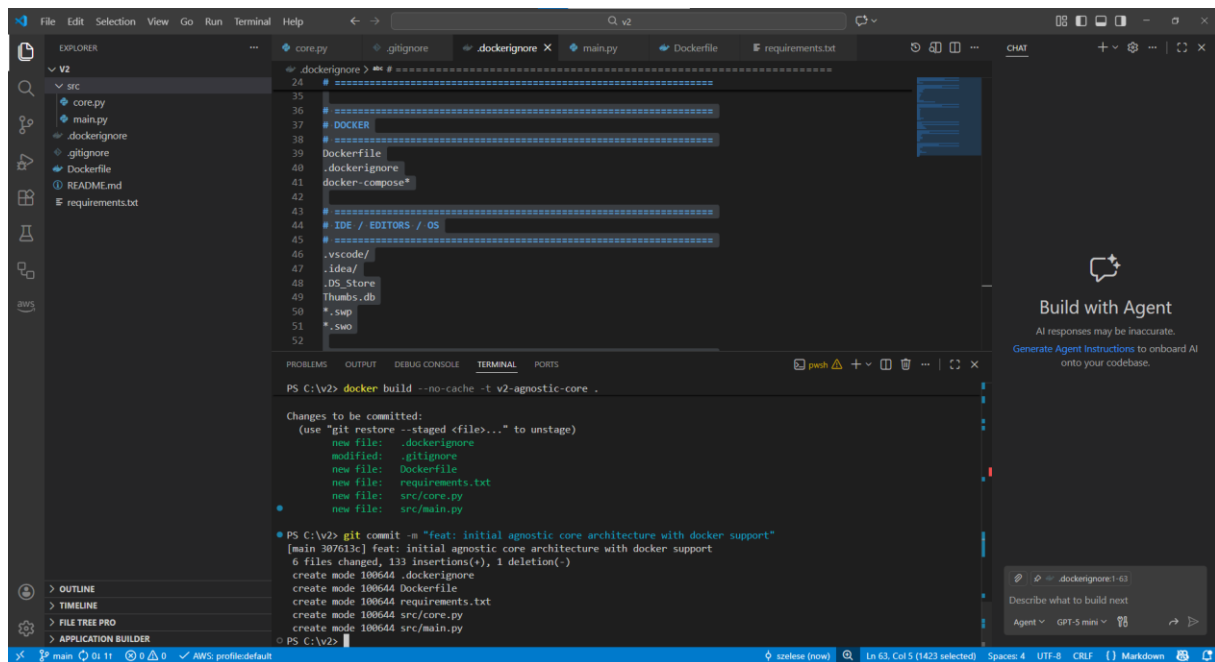 File Edit Selection View Go Run Terminal Help
v2
EXPLORER
V2
src
core.py
main.py
.dockerignore
.gitignore
Dockerfile
README.md
requirements.txt
OUTLINE
TIMELINE
FILE TREE PRO
APPLICATION BUILDER
aws
core.py .gitignore .dockerignore main.py Dockerfile requirements.txt
.dockerignore > abc # ==============================================================================
24 # ==================================================================
35
36 # ==================================================================
37 # DOCKER
38 # ==================================================================
39 Dockerfile
40 .dockerignore
41 docker-compose*
42
43 # ==================================================================
44 # IDE / EDITORS / OS
45 # ==================================================================
46 .vscode/
47 .idea/
48 .DS_Store
49 Thumbs.db
50 *.swp
51 *.swo
52
PROBLEMS OUTPUT DEBUG CONSOLE TERMINAL PORTS
pwsh
PS C:\v2> docker build --no-cache -t v2-agnostic-core .
Changes to be committed:
(use "git restore --staged <file>..." to unstage)
new file: .dockerignore
modified: .gitignore
new file: Dockerfile
new file: requirements.txt
new file: src/core.py
new file: src/main.py
PS C:\v2> git commit -m "feat: initial agnostic core architecture with docker support"
[main 307613c] feat: initial agnostic core architecture with docker support
6 files changed, 133 insertions(+), 1 deletion(-)
create mode 100644 .dockerignore
create mode 100644 Dockerfile
create mode 100644 requirements.txt
create mode 100644 src/core.py
create mode 100644 src/main.py
PS C:\v2>
CHAT
Build with Agent
AI responses may be inaccurate.
Generate Agent Instructions to onboard AI
onto your codebase.
.dockerignore:1-63
Describe what to build next
Agent GPT-5 mini
main 0↓ 1↑ 0 0 AWS: profile:default szelese (now) Ln 63, Col 5 (1423 selected) Spaces: 4 UTF-8 CRLF {} Markdown